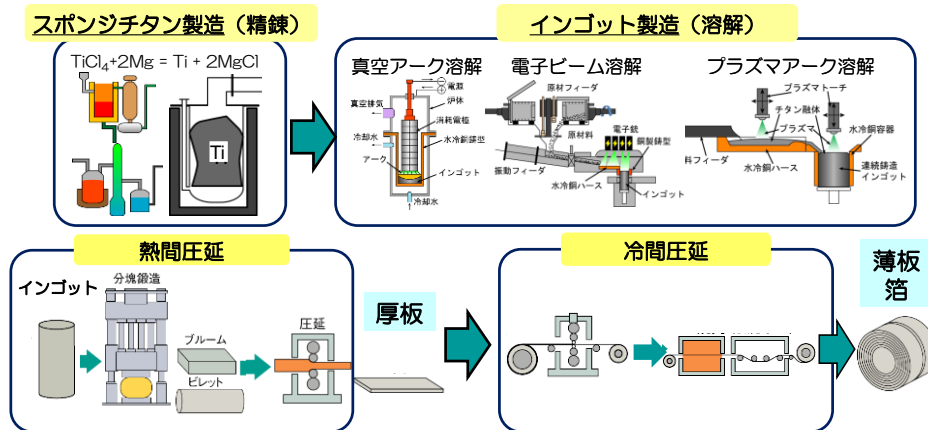 スポンジチタン製造（精錬）
TiCl4+2Mg = Ti + 2MgCl
Ti
インゴット製造（溶解）
真空アーク溶解
電源
真空排気
炉体
消耗電極
冷却水
水冷銅鋳型
アーク
インゴット
冷却水
電子ビーム溶解
原材フィーダ
原材料
電子銃
銅製鋳型
振動フィーダ
水冷銅ハース
インゴット
プラズマアーク溶解
プラズマトーチ
チタン融体
プラズマ
水冷銅容器
料フィーダ
水冷銅ハース
連続鋳造
インゴット
熱間圧延
インゴット
分塊鍛造
ブルーム
ビレット
圧延
厚板
冷間圧延
薄板
箔